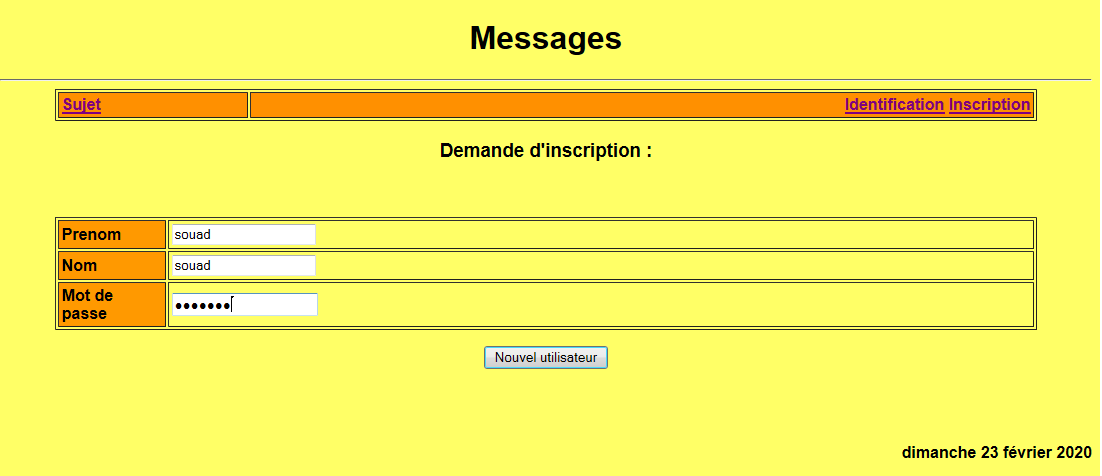 Messages
Sujet
Identification Inscription
Demande d'inscription :
Prenom
souad
Nom
souad
Mot de
passe
•••••••
Nouvel utilisateur
dimanche 23 février 2020